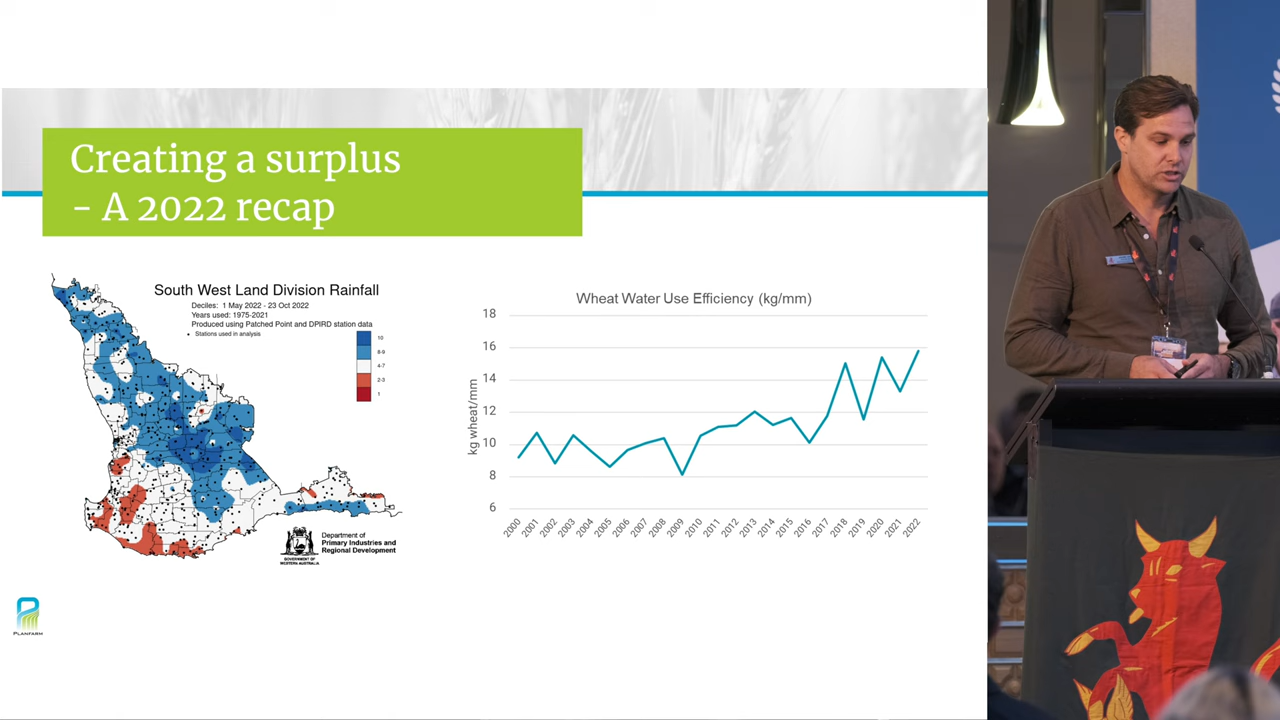 Creating a surplus
- A 2022 recap
South West Land Division Rainfall
Deciles: 1 May 2022 - 23 Oct 2022
Years used: 1975-2021
Produced using Patched Point and DPIRD station data
• Stations used in analysis
10
8-9
4-7
2-3
1
Department of
Primary Industries and
Regional Development
GOVERNMENT OF
WESTERN AUSTRALIA
Wheat Water Use Efficiency (kg/mm)
kg wheat/mm
18
16
14
12
10
8
6
2000
2001
2002
2003
2004
2005
2006
2007
2008
2009
2010
2011
2012
2013
2014
2015
2016
2017
2018
2019
2020
2021
2022
PLANFARM